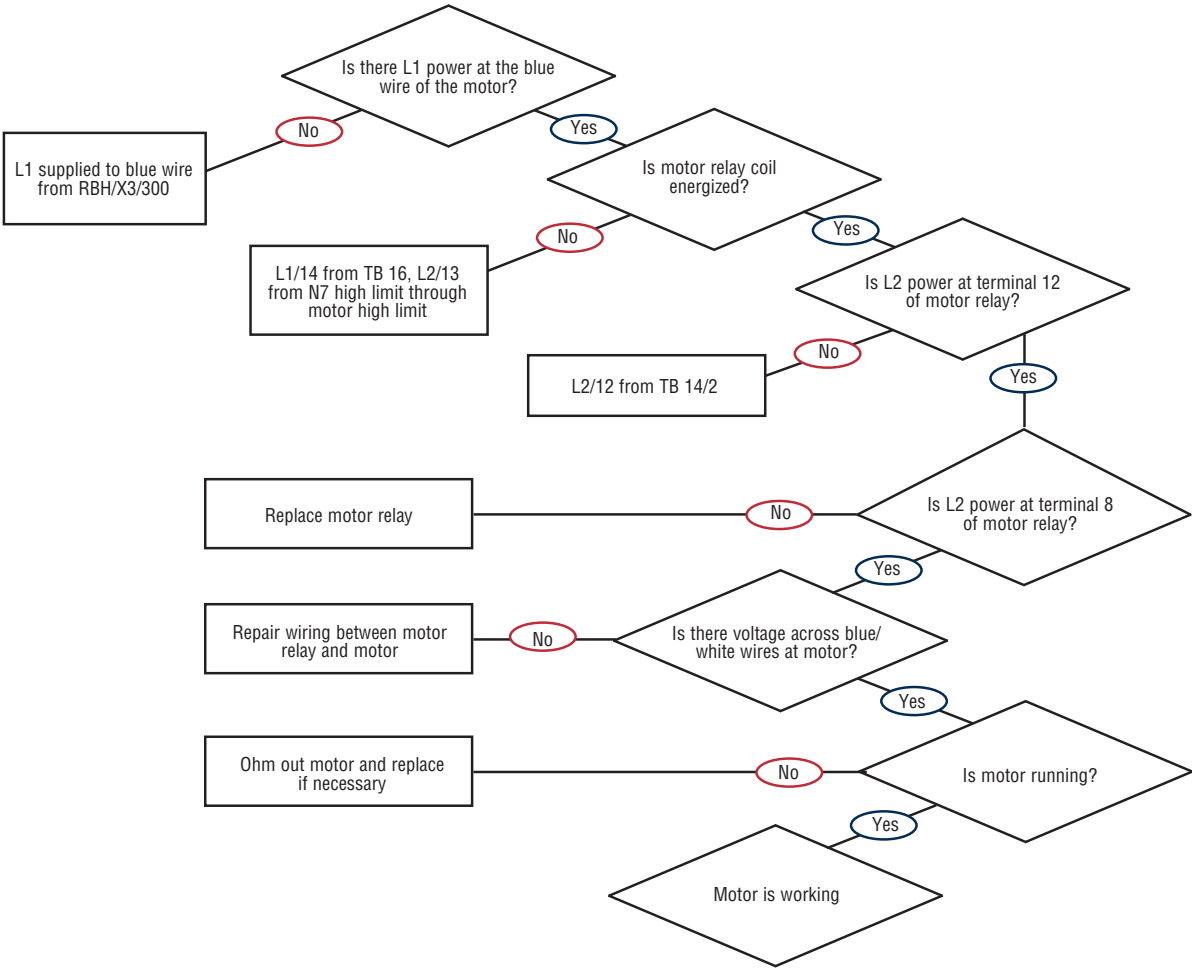 Is there L1 power at the blue
wire of the motor?
No
Yes
L1 supplied to blue wire
from RBH/X3/300
Is motor relay coil
energized?
No
Yes
L1/14 from TB 16, L2/13
from N7 high limit through
motor high limit
Is L2 power at terminal 12
of motor relay?
No
Yes
L2/12 from TB 14/2
Is L2 power at terminal 8
of motor relay?
No
Replace motor relay
Yes
Is there voltage across blue/
white wires at motor?
No
Repair wiring between motor
relay and motor
Yes
Is motor running?
No
Ohm out motor and replace
if necessary
Yes
Motor is working